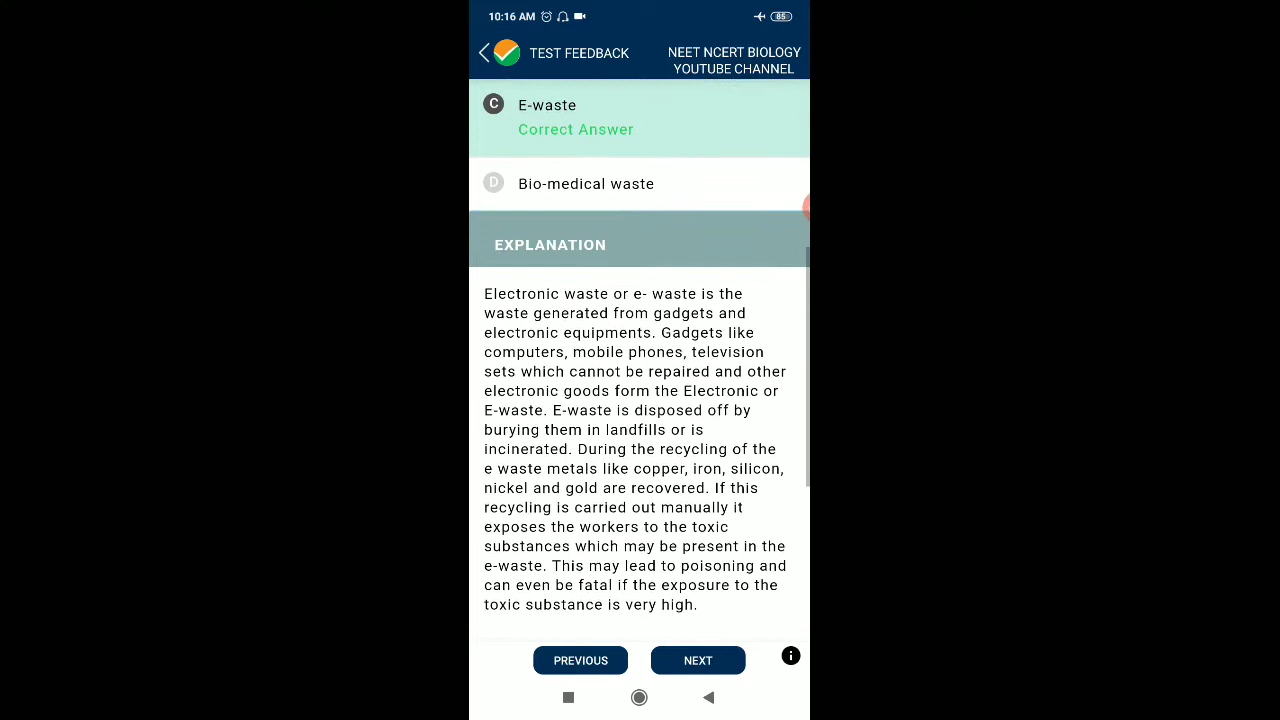 10:16 AM
85
TEST FEEDBACK
NEET NCERT BIOLOGY
YOUTUBE CHANNEL
C E-waste
Correct Answer
D Bio-medical waste
EXPLANATION
Electronic waste or e- waste is the
waste generated from gadgets and
electronic equipments. Gadgets like
computers, mobile phones, television
sets which cannot be repaired and other
electronic goods form the Electronic or
E-waste. E-waste is disposed off by
burying them in landfills or is
incinerated. During the recycling of the
e waste metals like copper, iron, silicon,
nickel and gold are recovered. If this
recycling is carried out manually it
exposes the workers to the toxic
substances which may be present in the
e-waste. This may lead to poisoning and
can even be fatal if the exposure to the
toxic substance is very high.
PREVIOUS
NEXT